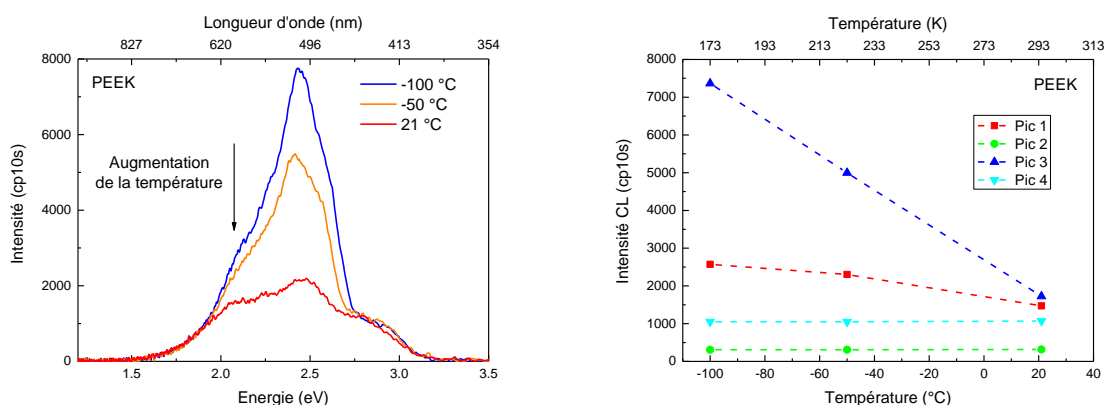 Longueur d'onde (nm)
827 620 496 413 354
8000
6000
4000
2000
0
Intensité (cp10s)
PEEK
-100 °C
-50 °C
21 °C
Augmentation
de la température
1.5 2.0 2.5 3.0 3.5
Energie (eV)
Température (K)
173 193 213 233 253 273 293 313
8000
7000
6000
5000
4000
3000
2000
1000
0
Intensité CL (cp10s)
PEEK
Pic 1
Pic 2
Pic 3
Pic 4
-100 -80 -60 -40 -20 0 20 40
Température (°C)